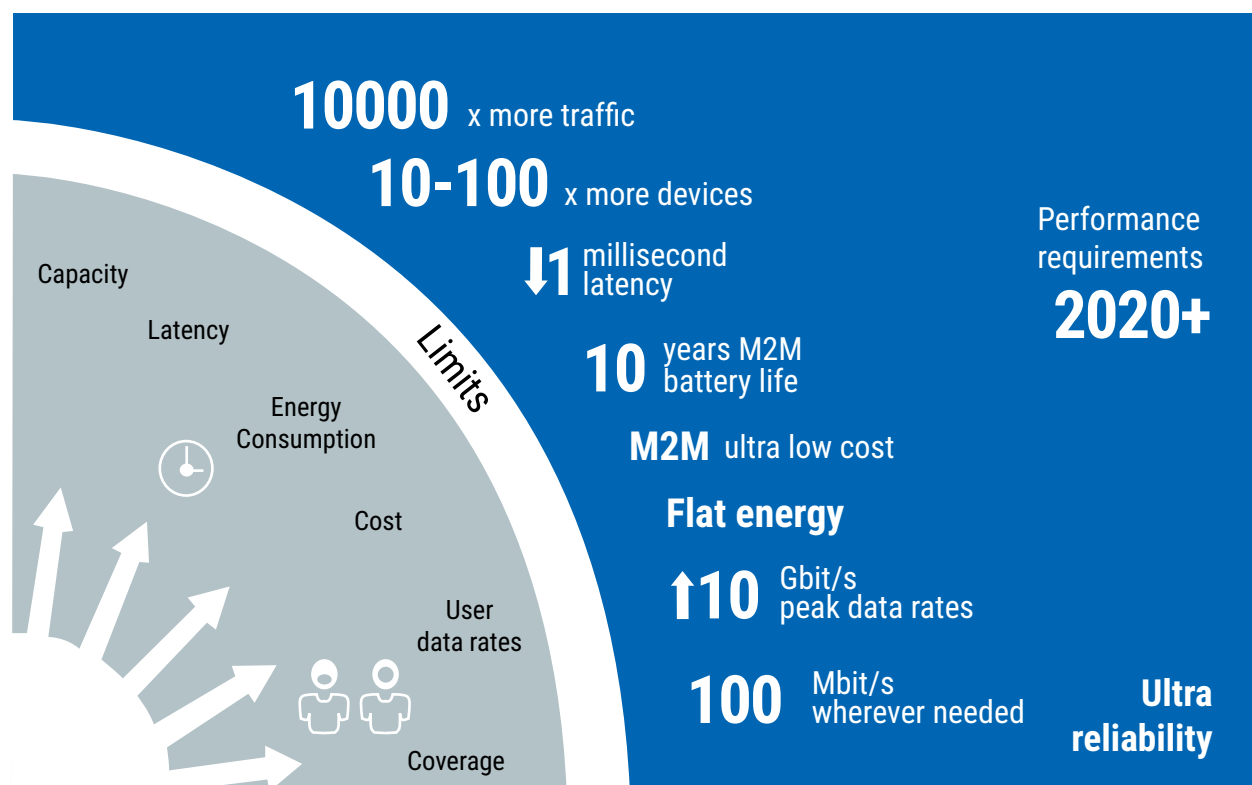 10000 x more traffic
10-100 x more devices
1 millisecond
latency
Performance
requirements
2020+
10 years M2M
battery life
M2M ultra low cost
Flat energy
10 Gbit/s
peak data rates
100 Mbit/s
wherever needed
Ultra
reliability
Limits
Capacity
Latency
Energy
Consumption
Cost
User
data rates
Coverage